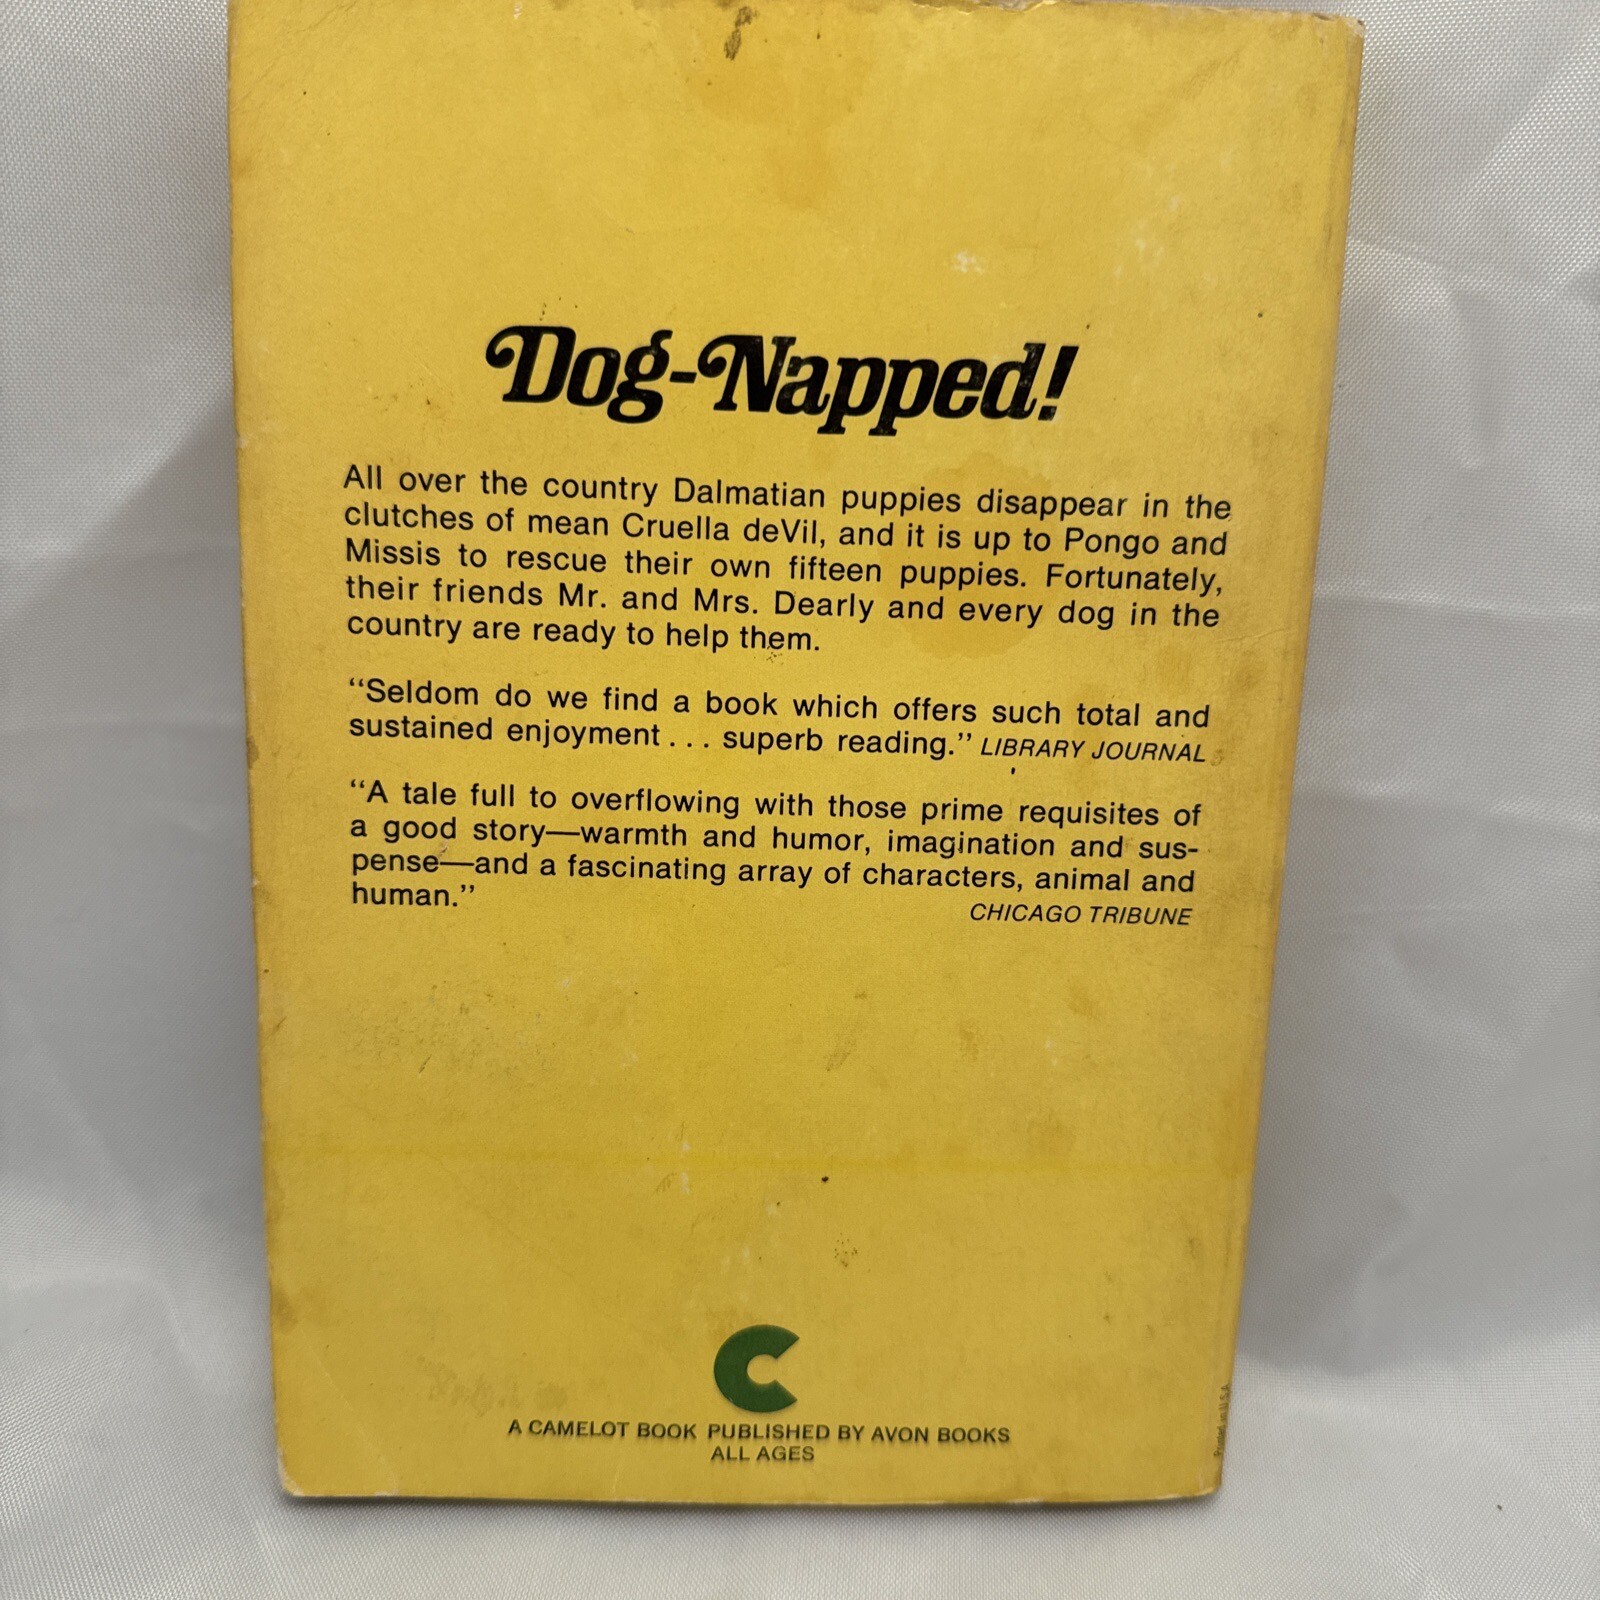 Dog-Napped!
All over the country Dalmatian puppies disappear in the
clutches of mean Cruella deVil, and it is up to Pongo and
Missis to rescue their own fifteen puppies. Fortunately,
their friends Mr. and Mrs. Dearly and every dog in the
country are ready to help them.
“Seldom do we find a book which offers such total and
sustained enjoyment . . . superb reading.” LIBRARY JOURNAL
“A tale full to overflowing with those prime requisites of
a good story—warmth and humor, imagination and sus-
pense—and a fascinating array of characters, animal and
human.” CHICAGO TRIBUNE
C
A CAMELOT BOOK PUBLISHED BY AVON BOOKS
ALL AGES
Printed in U.S.A.